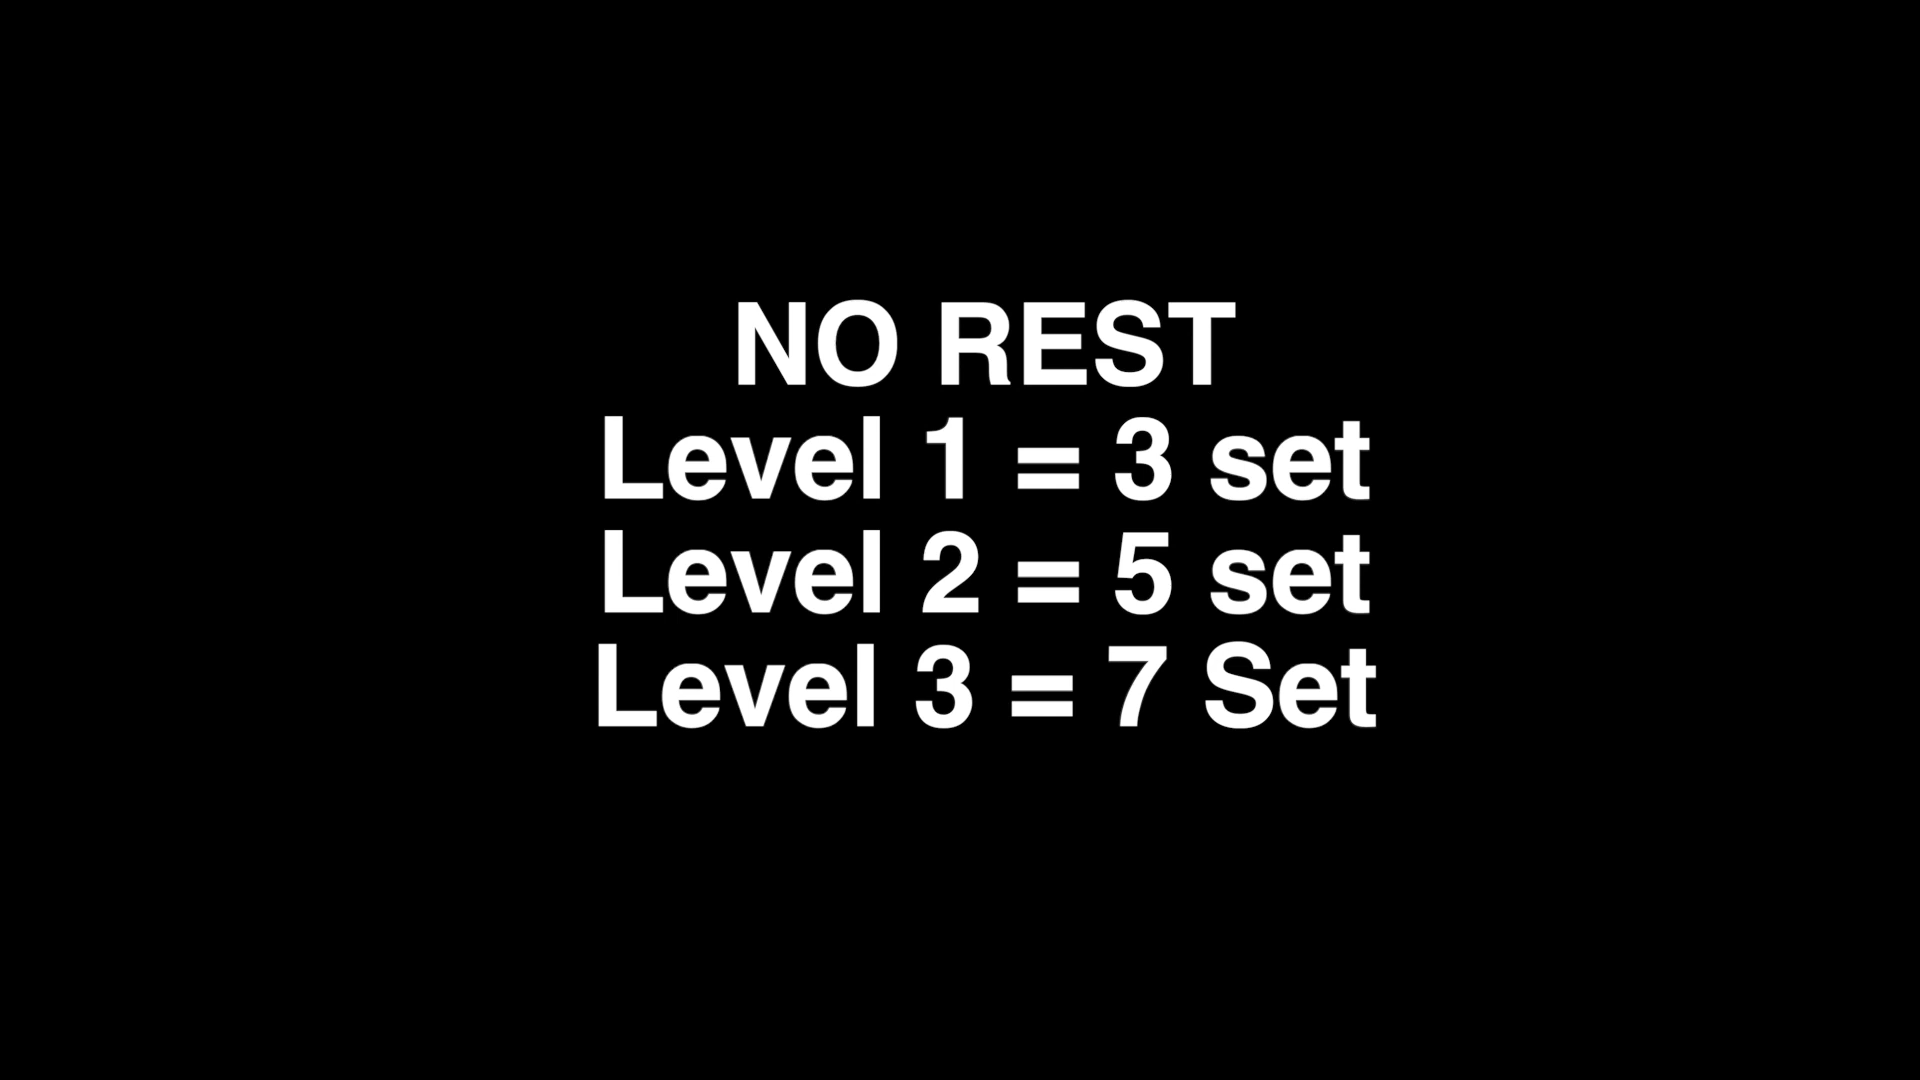 NO REST
Level 1 = 3 set
Level 2 = 5 set
Level 3 = 7 Set